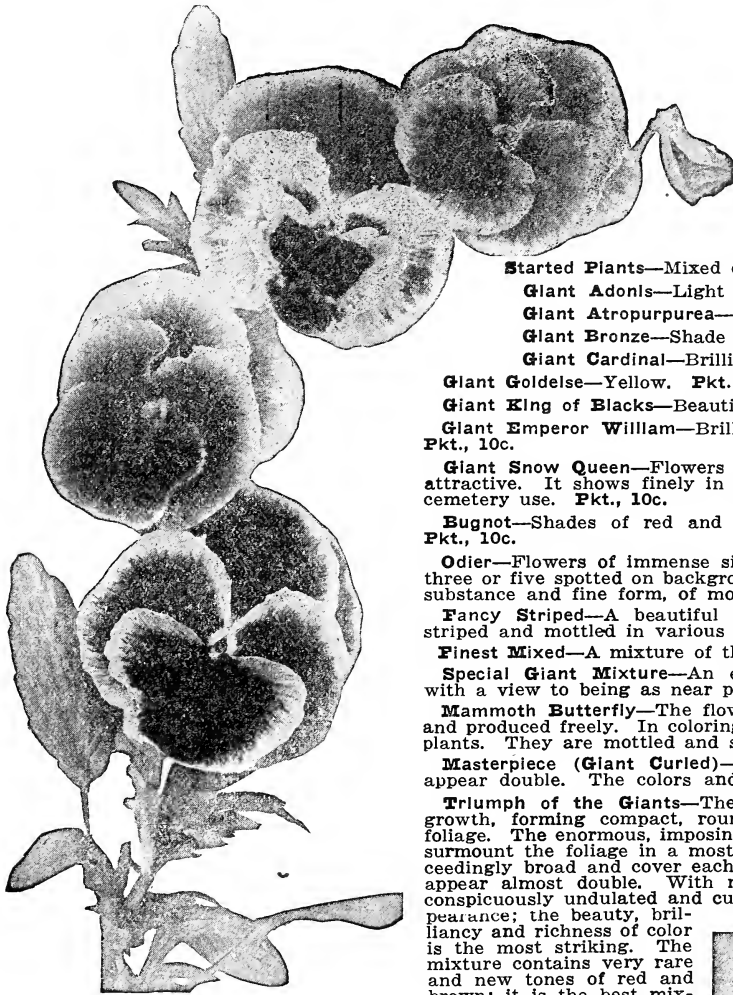 Started Plants—Mixed
Giant Adonis—Light
Giant Atropurpurea—
Giant Bronze—Shade
Giant Cardinal—Brilli
Giant Goldelse—Yellow. Pkt.
Giant King of Blacks—Beauti
Giant Emperor William—Bril
Pkt., 10c.
Giant Snow Queen—Flowers
attractive. It shows finely in
cemetery use. Pkt., 10c.
Bugnot—Shades of red and
Pkt., 10c.
Odier—Flowers of immense si
three or five spotted on backgro
substance and fine form, of mo
Fancy Striped—A beautiful
striped and mottled in various
Finest Mixed—A mixture of th
Special Giant Mixture—An e
with a view to being as near p
Mammoth Butterfly—The flow
and produced freely. In coloring
plants. They are mottled and s
Masterpiece (Giant Curled)—
appear double. The colors and
Triumph of the Giants—The
growth, forming compact, roun
foliage. The enormous, imposin
surmount the foliage in a most
ceedingly broad and cover each
appear almost double. With
conspicuously undulated and cu
pearance; the beauty, bril-
liancy and richness of color
is the most striking. The
mixture contains very rare
and new tones of red and
brown; it is the best mix-